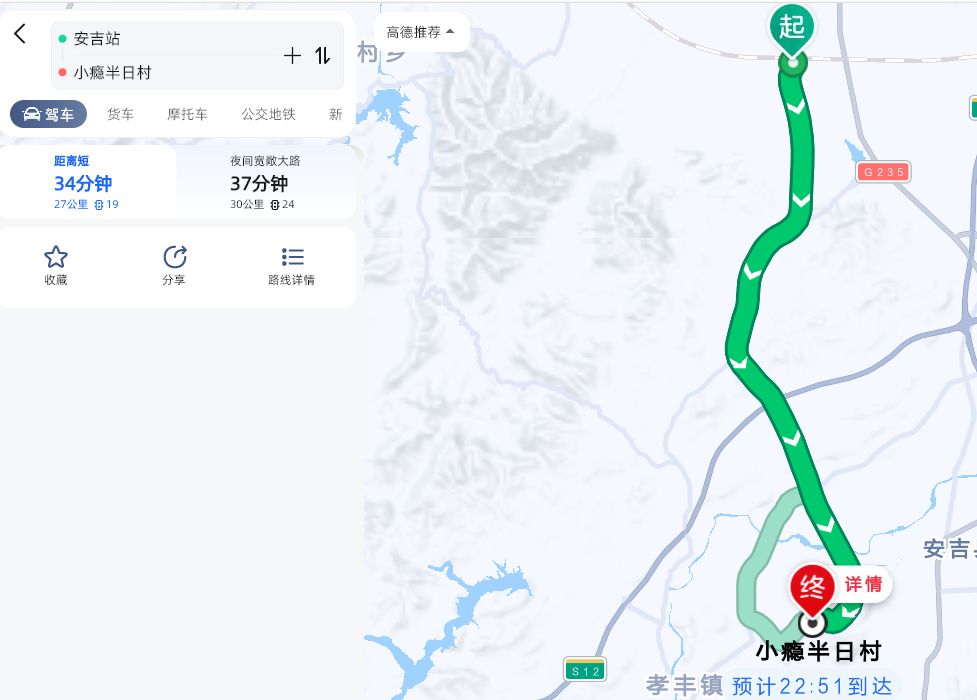 安吉站
小瘾半日村
驾车 货车 摩托车 公交地铁 新
距离短
34分钟
27公里 19
夜间宽敞大路
37分钟
30公里 24
收藏 分享 路线详情
高德推荐
村乡
起
G235
安吉
终
详情
小瘾半日村
S12
孝丰镇
预计22:51到达